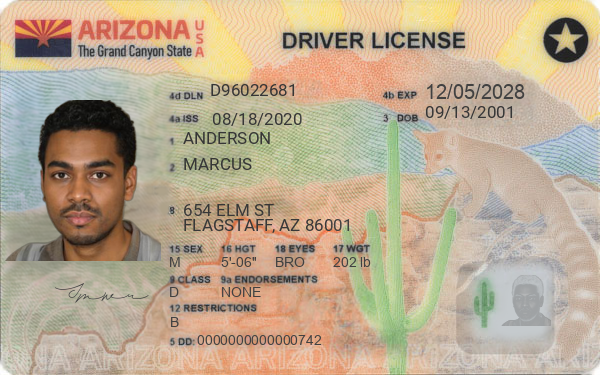 ARIZONA USA
The Grand Canyon State
DRIVER LICENSE
4d DLN D96022681
4b EXP 12/05/2028
4a ISS 08/18/2020
3 DOB 09/13/2001
1 ANDERSON
2 MARCUS
8 654 ELM ST
FLAGSTAFF, AZ 86001
15 SEX 16 HGT 18 EYES 17 WGT
M 5'-06" BRO 202 lb
9 CLASS 9a ENDORSEMENTS
D NONE
12 RESTRICTIONS
B
5 DD: 0000000000000742
ARIZONA ARIZONA ARIZONA ARIZONA